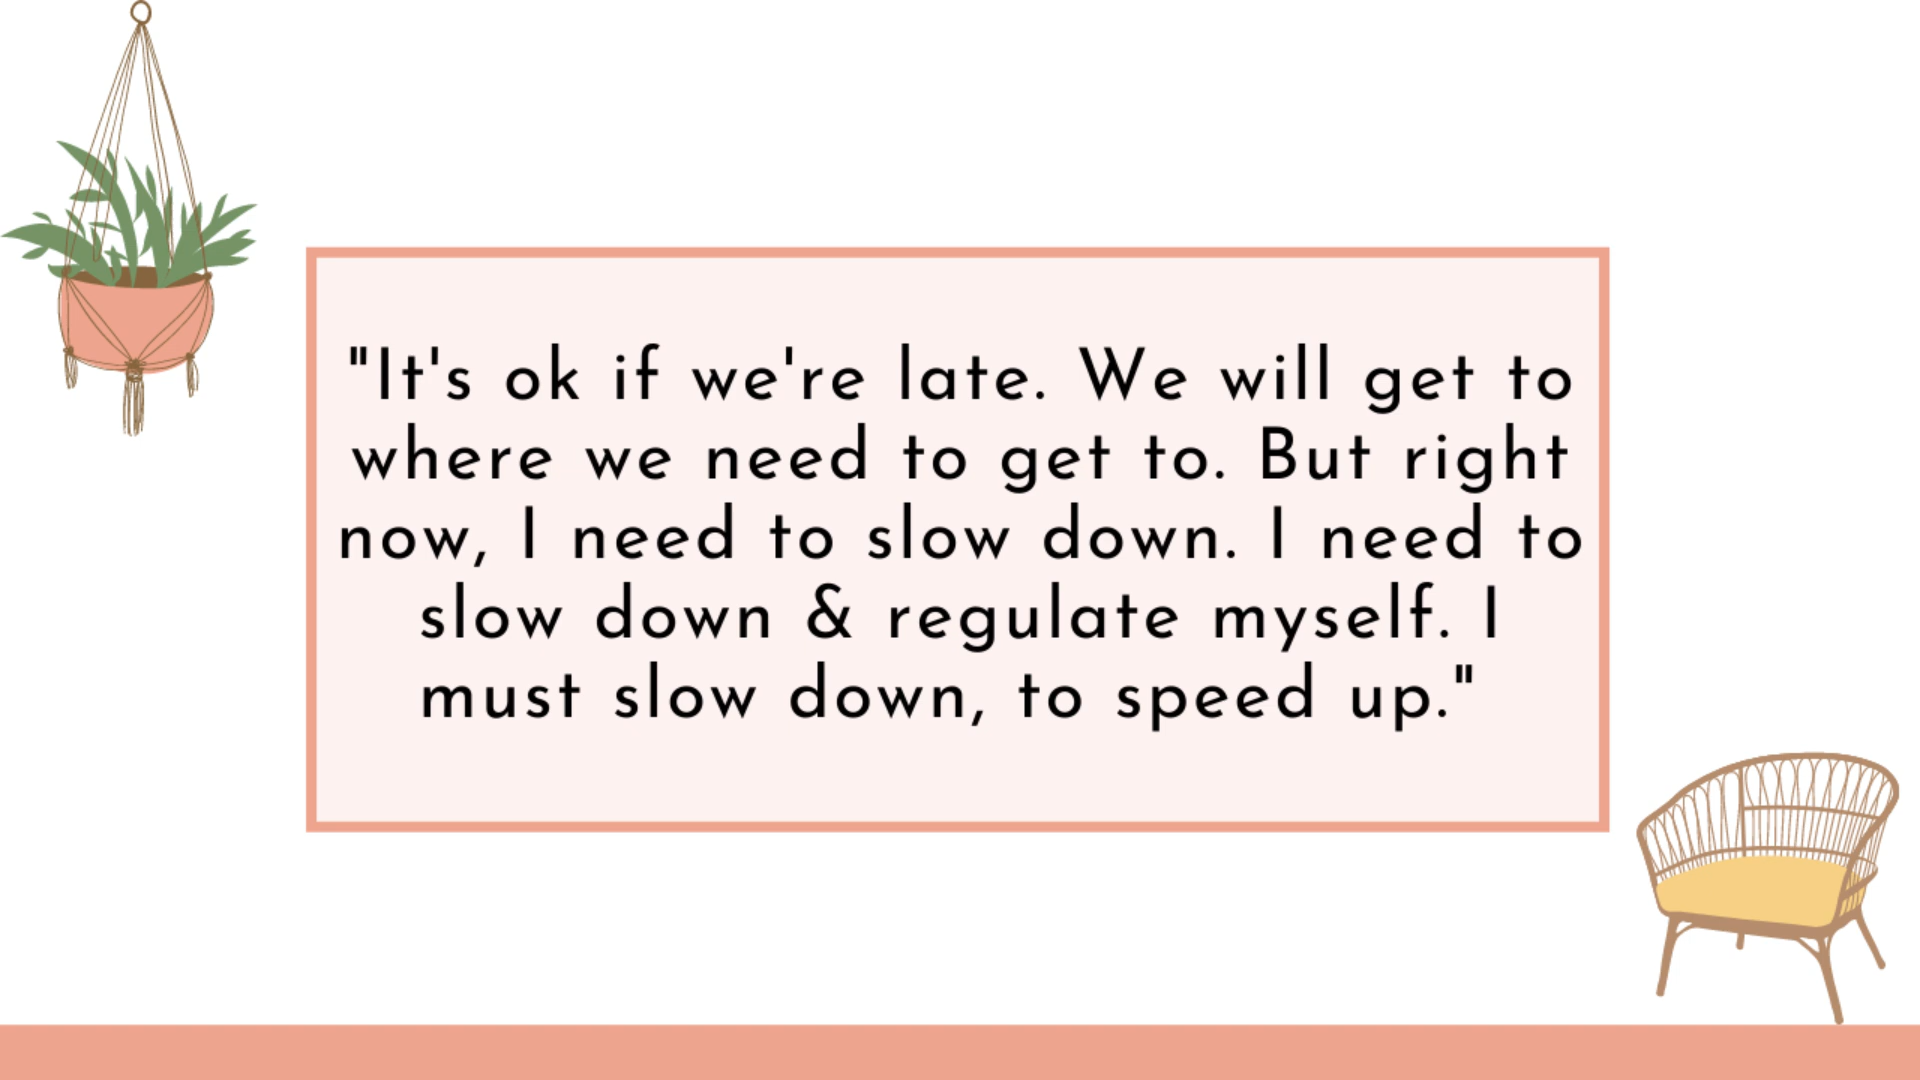 "It's ok if we're late. We will get to
where we need to get to. But right
now, I need to slow down. I need to
slow down & regulate myself. I
must slow down, to speed up."